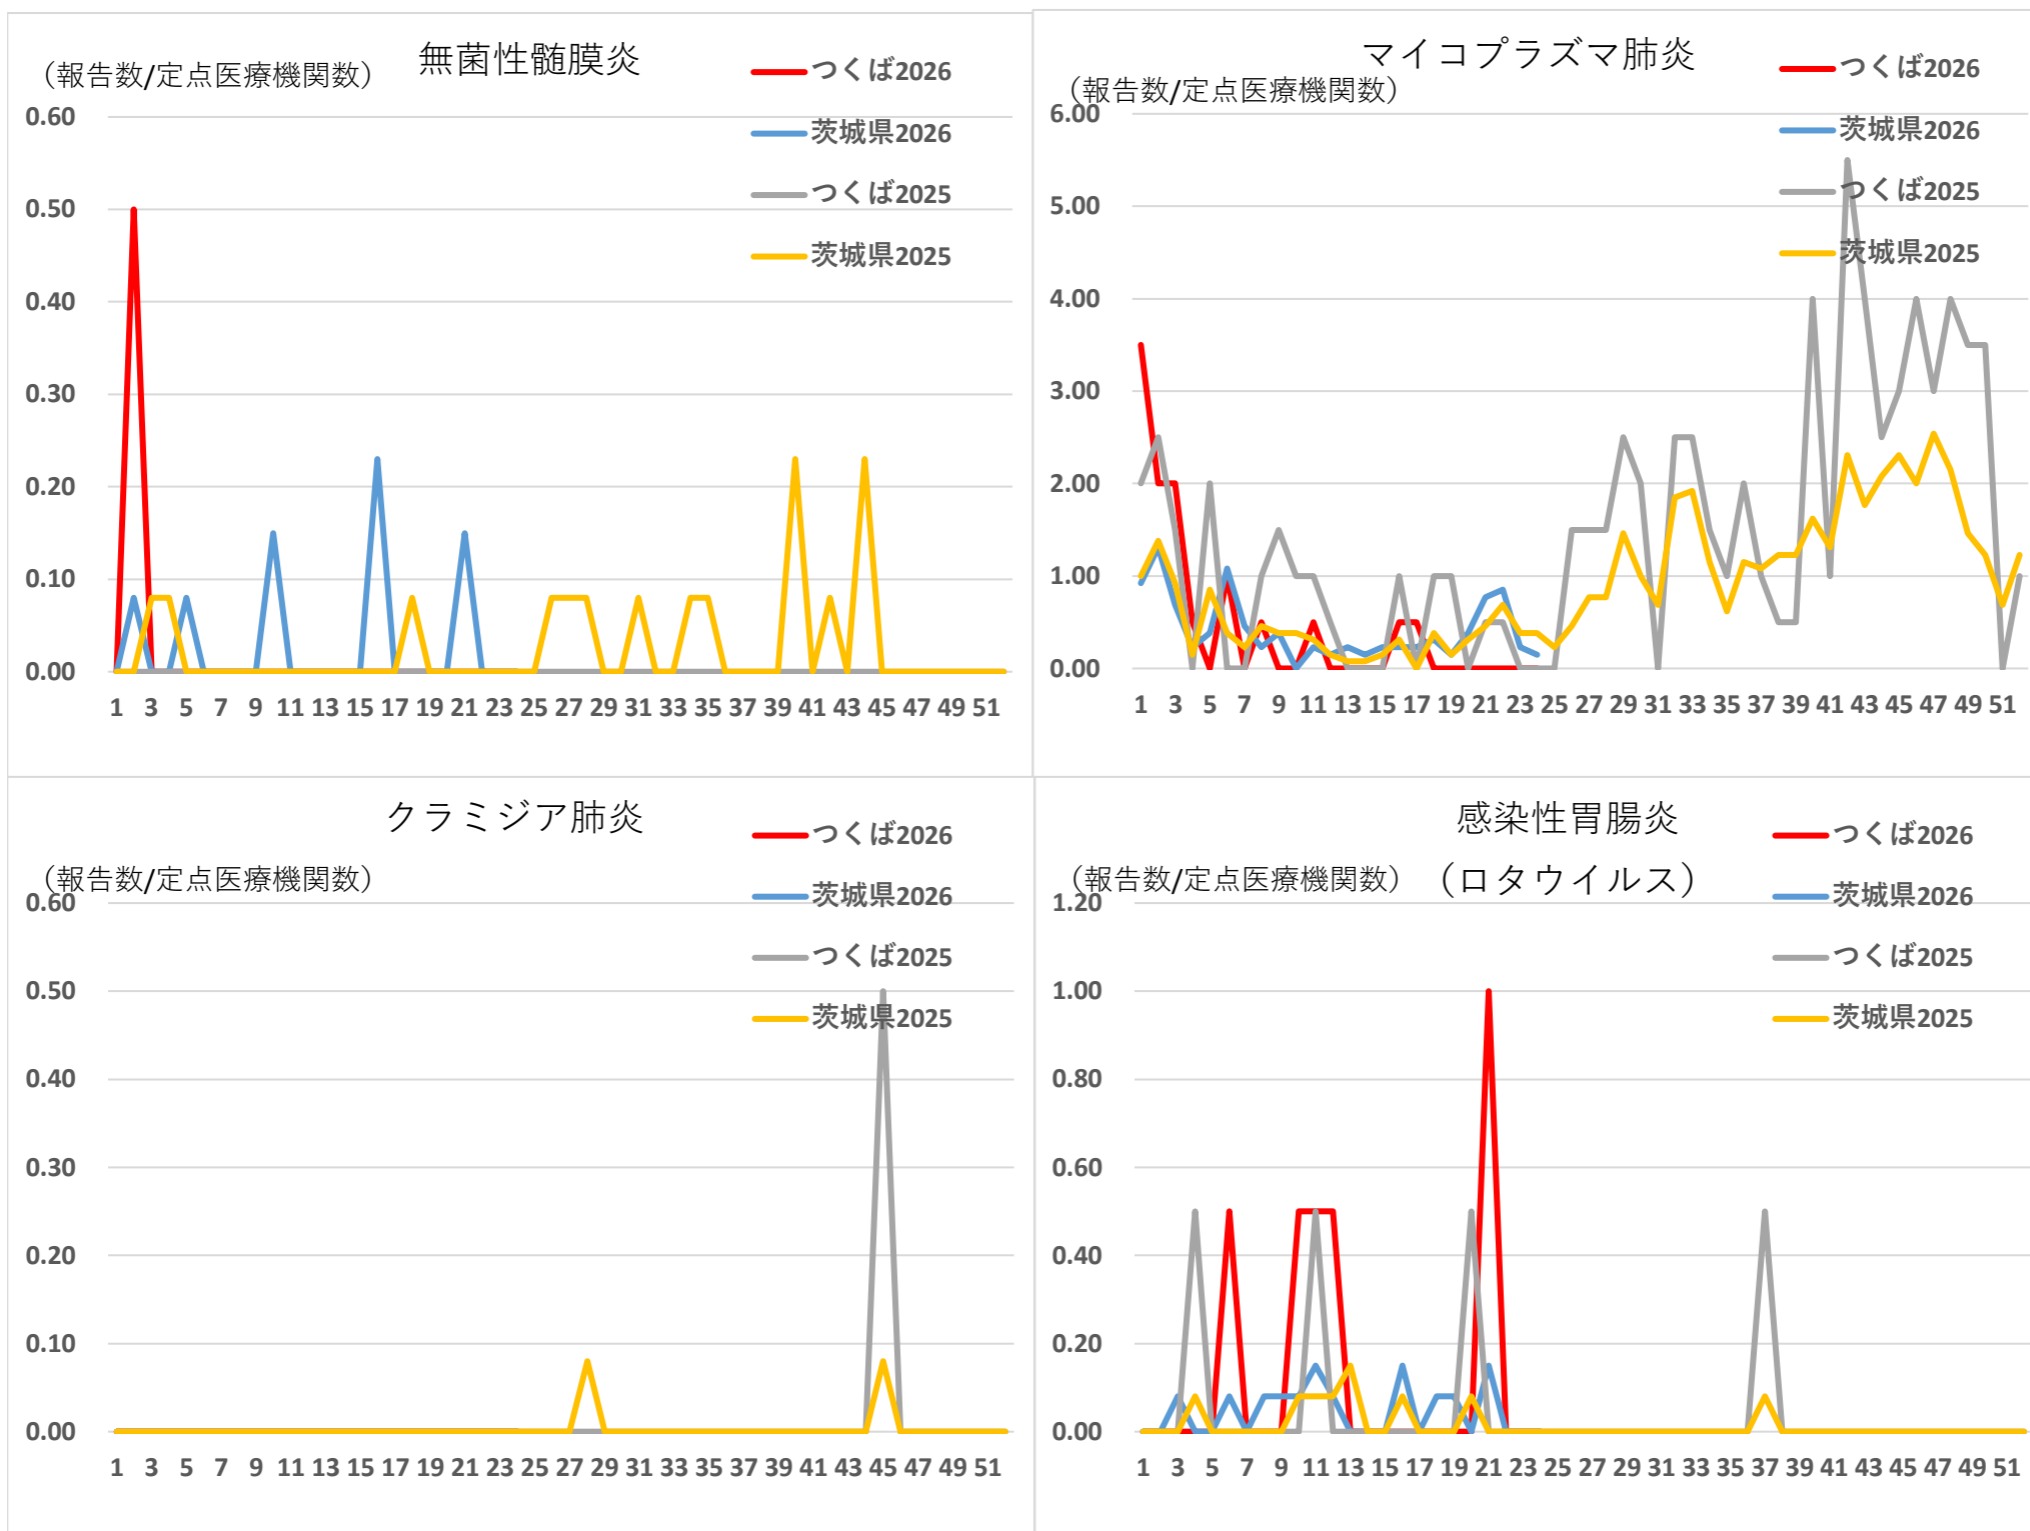 無菌性髄膜炎
（報告数/定点医療機関数）
つくば2026
茨城県2026
つくば2025
茨城県2025
0.60
0.50
0.40
0.30
0.20
0.10
0.00
1 3 5 7 9 11 13 15 17 19 21 23 25 27 29 31 33 35 37 39 41 43 45 47 49 51
マイコプラズマ肺炎
（報告数/定点医療機関数）
つくば2026
茨城県2026
つくば2025
茨城県2025
6.00
5.00
4.00
3.00
2.00
1.00
0.00
1 3 5 7 9 11 13 15 17 19 21 23 25 27 29 31 33 35 37 39 41 43 45 47 49 51
クラミジア肺炎
（報告数/定点医療機関数）
つくば2026
茨城県2026
つくば2025
茨城県2025
0.60
0.50
0.40
0.30
0.20
0.10
0.00
1 3 5 7 9 11 13 15 17 19 21 23 25 27 29 31 33 35 37 39 41 43 45 47 49 51
感染性胃腸炎
（ロタウイルス）
（報告数/定点医療機関数）
つくば2026
茨城県2026
つくば2025
茨城県2025
1.20
1.00
0.80
0.60
0.40
0.20
0.00
1 3 5 7 9 11 13 15 17 19 21 23 25 27 29 31 33 35 37 39 41 43 45 47 49 51